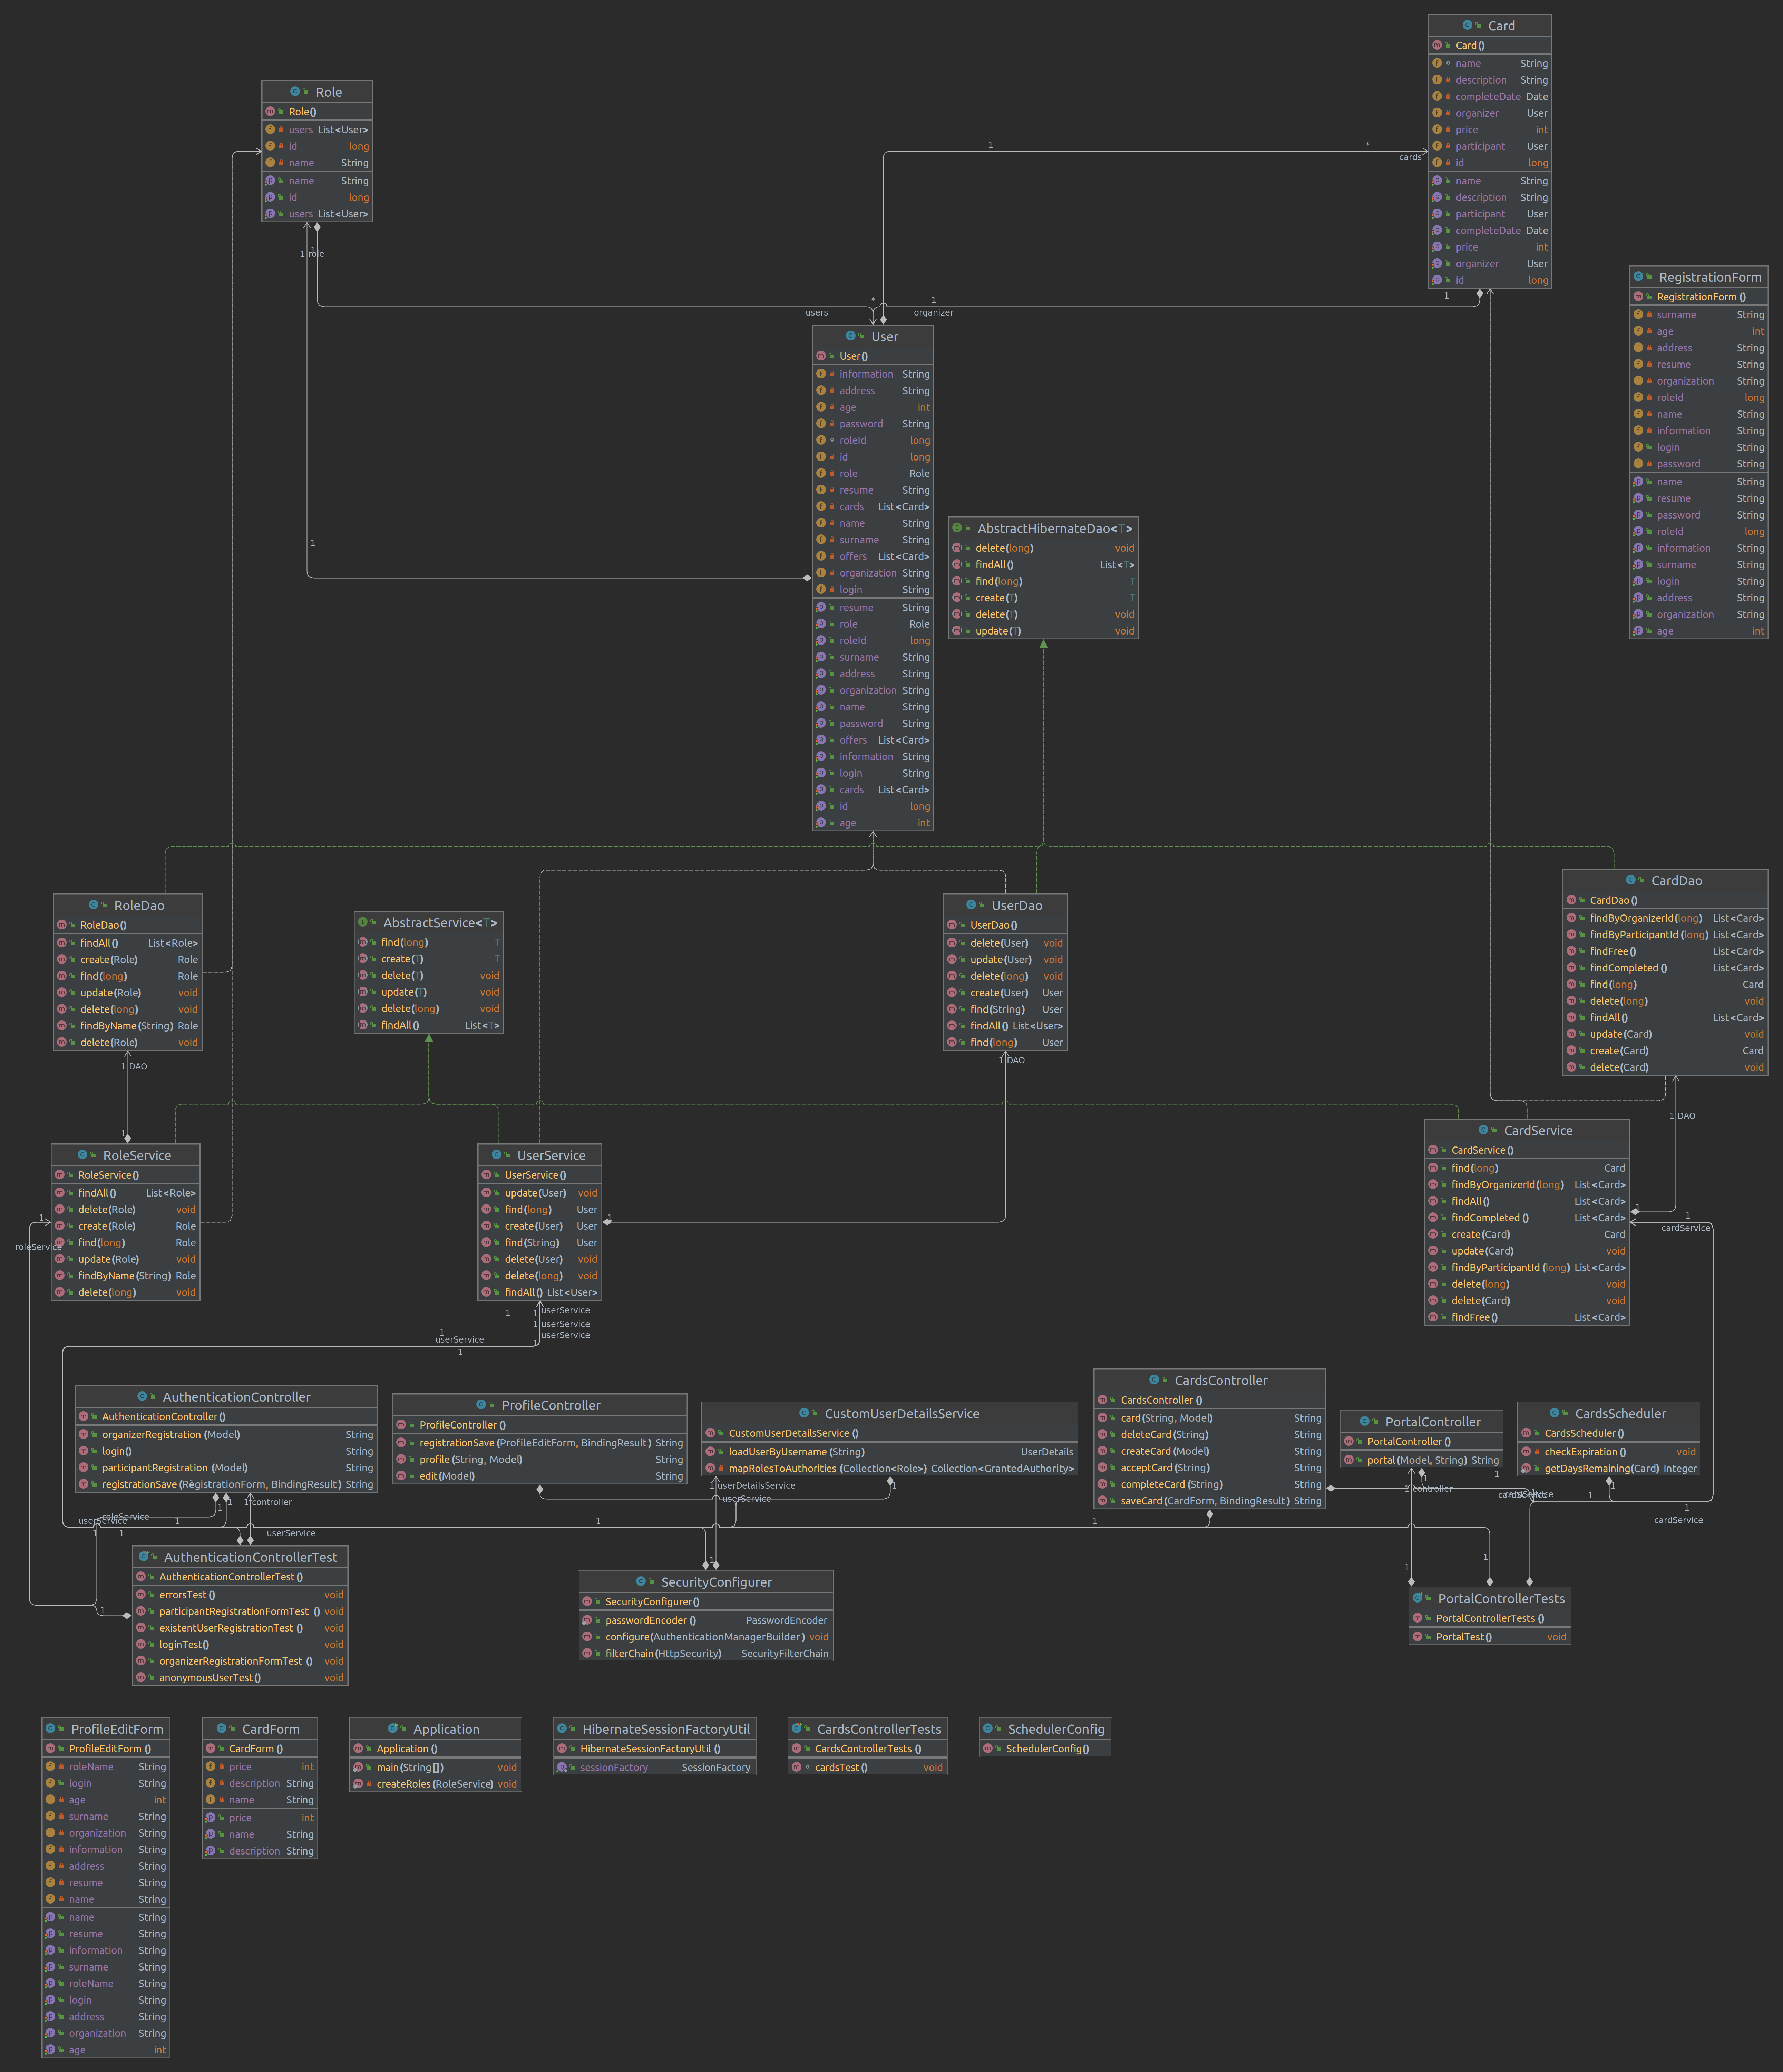 Card
Card()
name String
description String
completeDate Date
organizer User
price int
participant User
id long
name String
description String
participant User
completeDate Date
price int
organizer User
id long
Role
Role()
users List<User>
id long
name String
name String
id long
users List<User>
1
*
cards
1 role
1
*
users
1
organizer
1
1
RegistrationForm
RegistrationForm()
surname String
age int
address String
resume String
organization String
roleId long
name String
information String
login String
password String
name String
resume String
password String
roleId long
information String
surname String
login String
address String
organization String
age int
User
User()
information String
address String
age int
password String
roleId long
id long
role Role
resume String
cards List<Card>
name String
surname String
offers List<Card>
organization String
login String
resume String
role Role
roleId long
surname String
address String
organization String
name String
password String
offers List<Card>
information String
login String
cards List<Card>
id long
age int
AbstractHibernateDao<T>
delete(long) void
findAll() List<T>
find(long) T
create(T) T
delete(T) void
update(T) void
RoleDao
RoleDao()
findAll() List<Role>
create(Role) Role
find(long) Role
update(Role) void
delete(long) void
findByName(String) Role
delete(Role) void
1 DAO
1
AbstractService<T>
find(long) T
create(T) T
delete(T) void
update(T) void
delete(long) void
findAll() List<T>
UserDao
UserDao()
delete(User) void
update(User) void
delete(long) void
create(User) User
find(String) User
findAll() List<User>
find(long) User
1 DAO
CardDao
CardDao()
findByOrganizerId(long) List<Card>
findByParticipantId(long) List<Card>
findFree() List<Card>
findCompleted() List<Card>
find(long) Card
delete(long) void
findAll() List<Card>
update(Card) void
create(Card) Card
delete(Card) void
1 DAO
RoleService
RoleService()
findAll() List<Role>
delete(Role) void
create(Role) Role
find(long) Role
update(Role) void
findByName(String) Role
delete(long) void
1
roleService
UserService
UserService()
update(User) void
find(long) User
create(User) User
find(String) User
delete(User) void
delete(long) void
findAll() List<User>
1
1 1 userService
1 userService
1 userService
1
userService
1
CardService
CardService()
find(long) Card
findByOrganizerId(long) List<Card>
findAll() List<Card>
findCompleted() List<Card>
create(Card) Card
update(Card) void
findByParticipantId(long) List<Card>
delete(long) void
delete(Card) void
findFree() List<Card>
1
1
cardService
AuthenticationController
AuthenticationController()
organizerRegistration(Model) String
login() String
participantRegistration(Model) String
registrationSave(RegistrationForm, BindingResult) String
ProfileController
ProfileController()
registrationSave(ProfileEditForm, BindingResult) String
profile(String, Model) String
edit(Model) String
CustomUserDetailsService
CustomUserDetailsService()
loadUserByUsername(String) UserDetails
mapRolesToAuthorities(Collection<Role>) Collection<GrantedAuthority>
CardsController
CardsController()
card(String, Model) String
deleteCard(String) String
createCard(Model) String
acceptCard(String) String
completeCard(String) String
saveCard(CardForm, BindingResult) String
PortalController
PortalController()
portal(Model, String) String
CardsScheduler
CardsScheduler()
checkExpiration() void
getDaysRemaining(Card) Integer
1 controller
1
1
roleService
userService
1
1
1
userService
1 userDetailsService
userService
1
1
1
1
1
1 controller
1
1
cardService
1
1
1
cardService
1
1
AuthenticationControllerTest
AuthenticationControllerTest()
errorsTest() void
participantRegistrationFormTest() void
existentUserRegistrationTest() void
loginTest() void
organizerRegistrationFormTest() void
anonymousUserTest() void
1
SecurityConfigurer
SecurityConfigurer()
passwordEncoder() PasswordEncoder
configure(AuthenticationManagerBuilder) void
filterChain(HttpSecurity) SecurityFilterChain
PortalControllerTests
PortalControllerTests()
PortalTest() void
ProfileEditForm
ProfileEditForm()
roleName String
login String
age int
surname String
organization String
information String
address String
resume String
name String
name String
resume String
information String
surname String
roleName String
login String
address String
organization String
age int
CardForm
CardForm()
price int
description String
name String
price int
name String
description String
Application
Application()
main(String[]) void
createRoles(RoleService) void
HibernateSessionFactoryUtil
HibernateSessionFactoryUtil()
sessionFactory SessionFactory
CardsControllerTests
CardsControllerTests()
cardsTest() void
SchedulerConfig
SchedulerConfig()